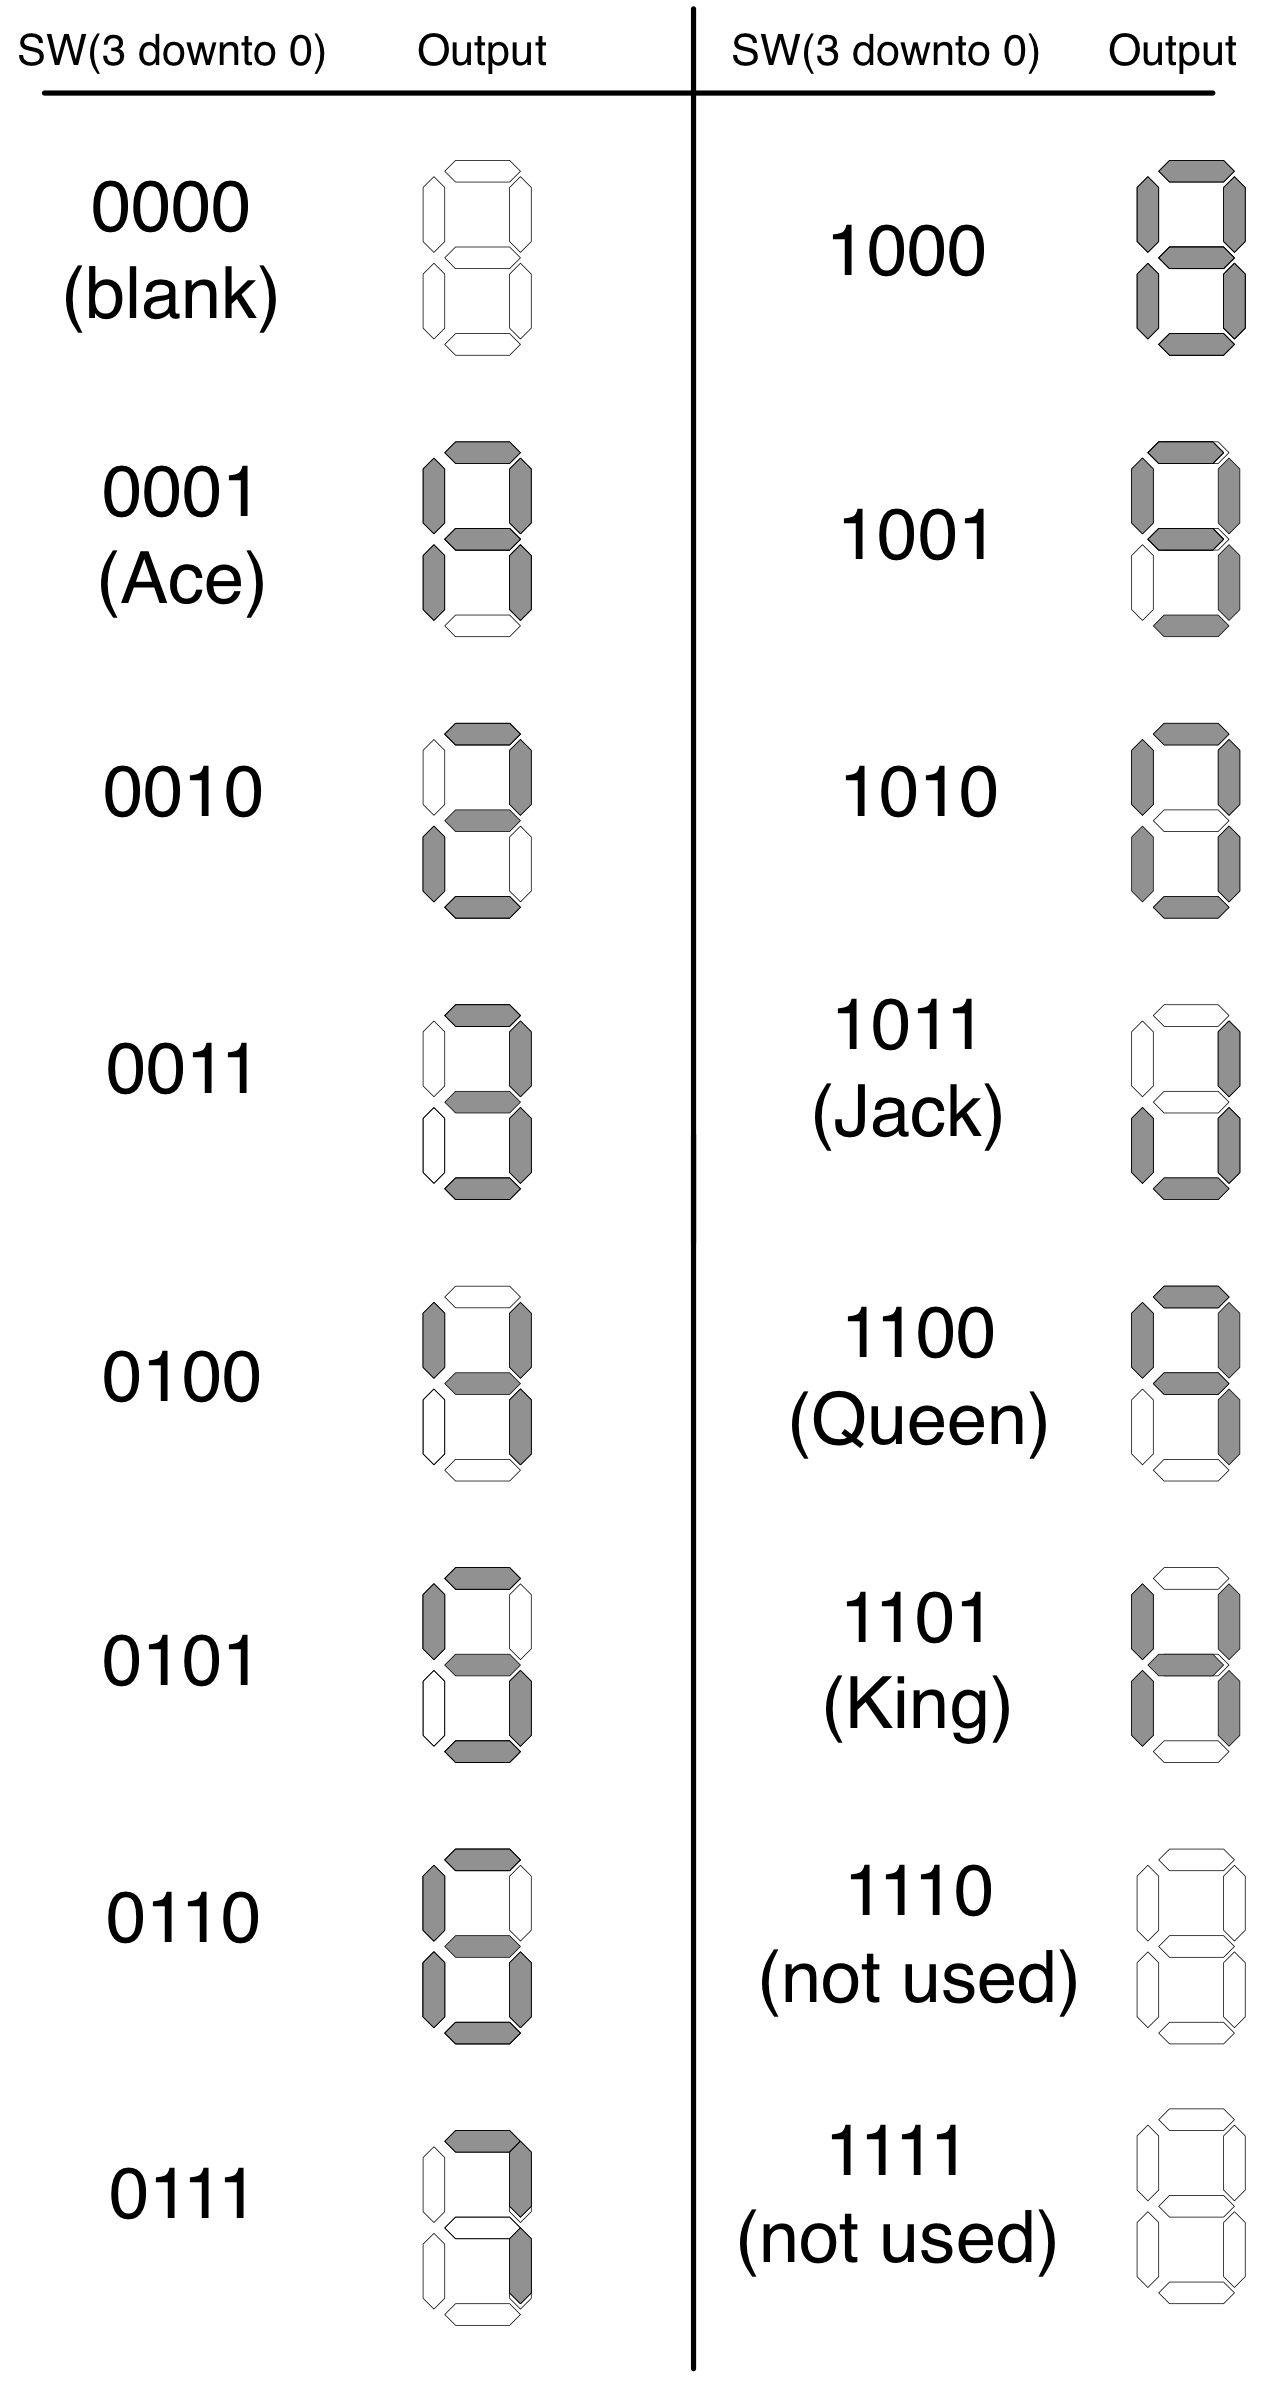 SW(3 downto 0) Output
0000
(blank)
0001
(Ace)
0010
0011
0100
0101
0110
0111
SW(3 downto 0) Output
1000
1001
1010
1011
(Jack)
1100
(Queen)
1101
(King)
1110
(not used)
1111
(not used)